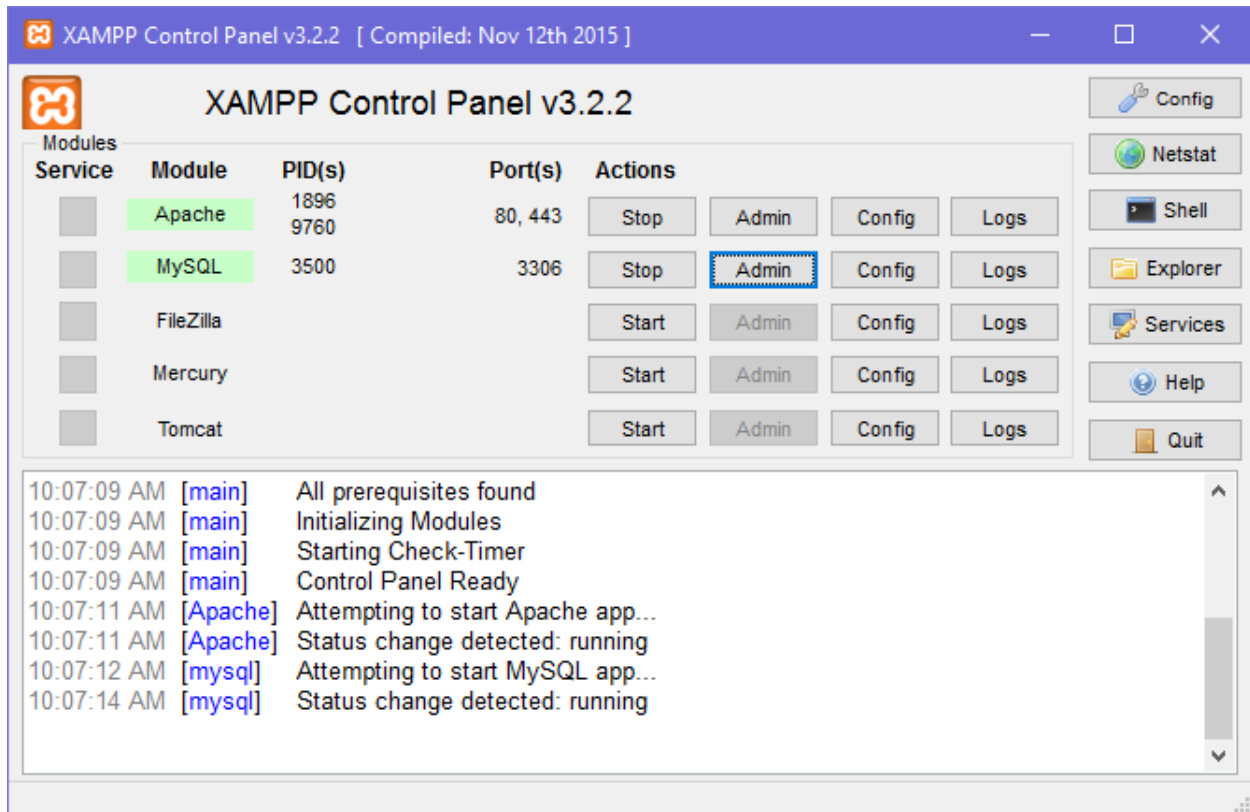 XAMPP Control Panel v3.2.2 [ Compiled: Nov 12th 2015 ]
XAMPP Control Panel v3.2.2
Config
Modules
Service Module PID(s) Port(s) Actions
Netstat
Apache 1896 9760 80, 443 Stop Admin Config Logs
Shell
MySQL 3500 3306 Stop Admin Config Logs
Explorer
FileZilla Start Admin Config Logs
Services
Mercury Start Admin Config Logs
Help
Tomcat Start Admin Config Logs
Quit
10:07:09 AM [main] All prerequisites found
10:07:09 AM [main] Initializing Modules
10:07:09 AM [main] Starting Check-Timer
10:07:09 AM [main] Control Panel Ready
10:07:11 AM [Apache] Attempting to start Apache app...
10:07:11 AM [Apache] Status change detected: running
10:07:12 AM [mysql] Attempting to start MySQL app...
10:07:14 AM [mysql] Status change detected: running